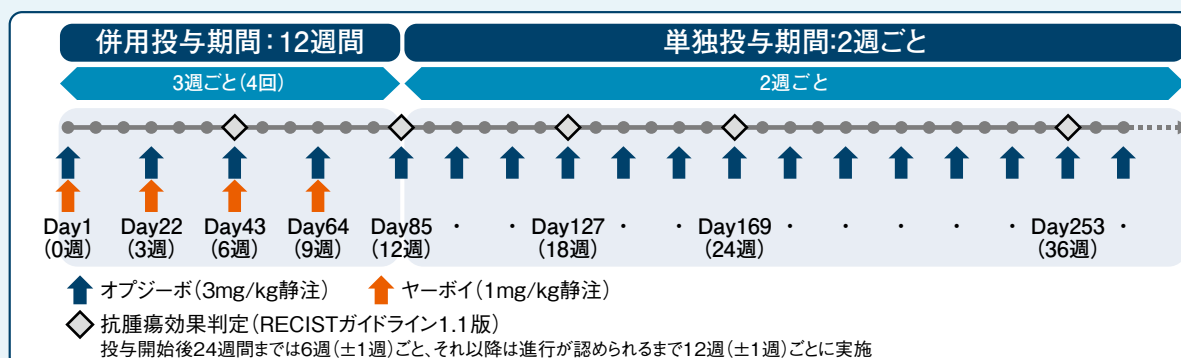 併用投与期間：12週間 単独投与期間:2週ごと
3週ごと（4回） 2週ごと
Day1 Day22 Day43 Day64 Day85 ・ ・ Day127 ・ ・ Day169 ・ ・ ・ ・ ・ Day253 ・
（0週） （3週） （6週） （9週） （12週） （18週） （24週） （36週）
オプジーボ（3mg/kg静注） ヤーボイ（1mg/kg静注）
抗腫瘍効果判定（RECISTガイドライン1.1版）
投与開始後24週間までは6週（±1週）ごと、それ以降は進行が認められるまで12週（±1週）ごとに実施